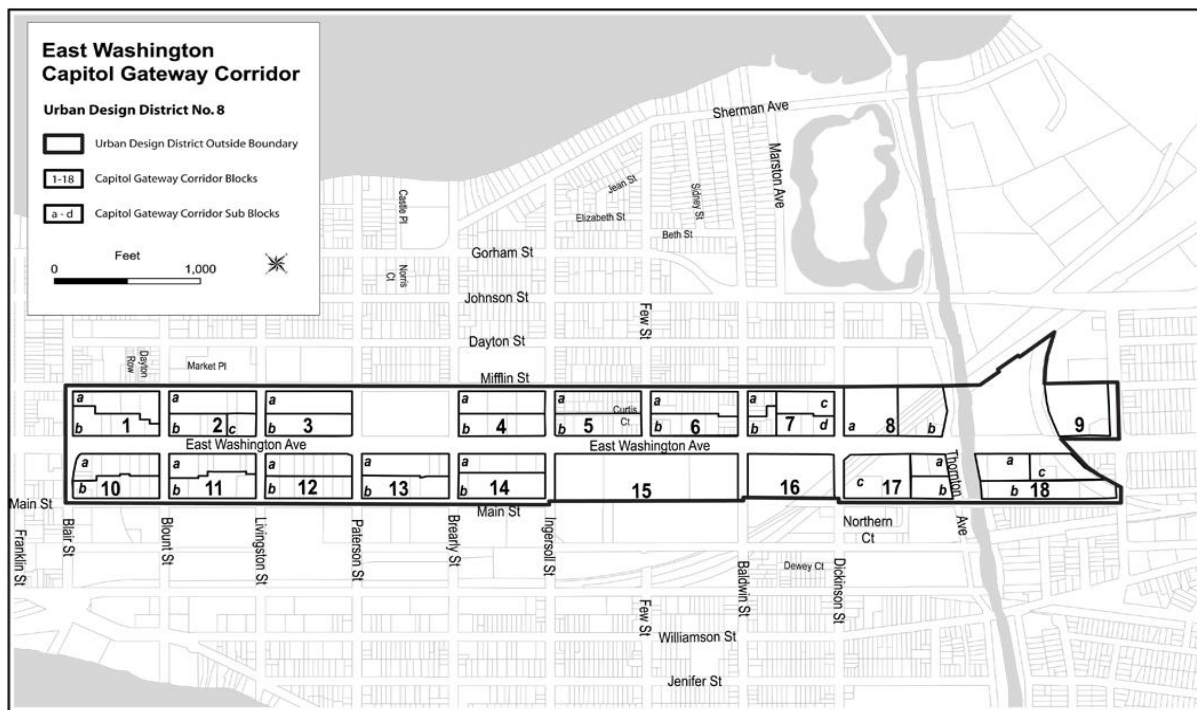 East Washington
Capitol Gateway Corridor
Urban Design District No. 8
Urban Design District Outside Boundary
1-18 Capitol Gateway Corridor Blocks
a - d Capitol Gateway Corridor Sub Blocks
Feet
0 1,000
Sherman Ave
Marston Ave
Jean St
Sidney St
Castle Pl
Elizabeth St
Beth St
Gorham St
Norris
Ct
Johnson St
Few St
Dayton St
Dayton
Row
Market Pl
Mifflin St
a a a a a a a c
Curtis
Ct
b 1 b 2 c b 3 b 4 b 5 b 6 b 7 d a 8 b 9
East Washington Ave East Washington Ave
a a a a a a a c
Thornton
Ave
b 10 b 11 b 12 b 13 b 14 15 16 c 17 b b 18
Main St Main St
Northern
Ct
Franklin St
Blair St
Blount St
Livingston St
Paterson St
Brearly St
Ingersoll St
Baldwin St
Dickinson St
Dewey Ct
Few St
Williamson St
Jenifer St